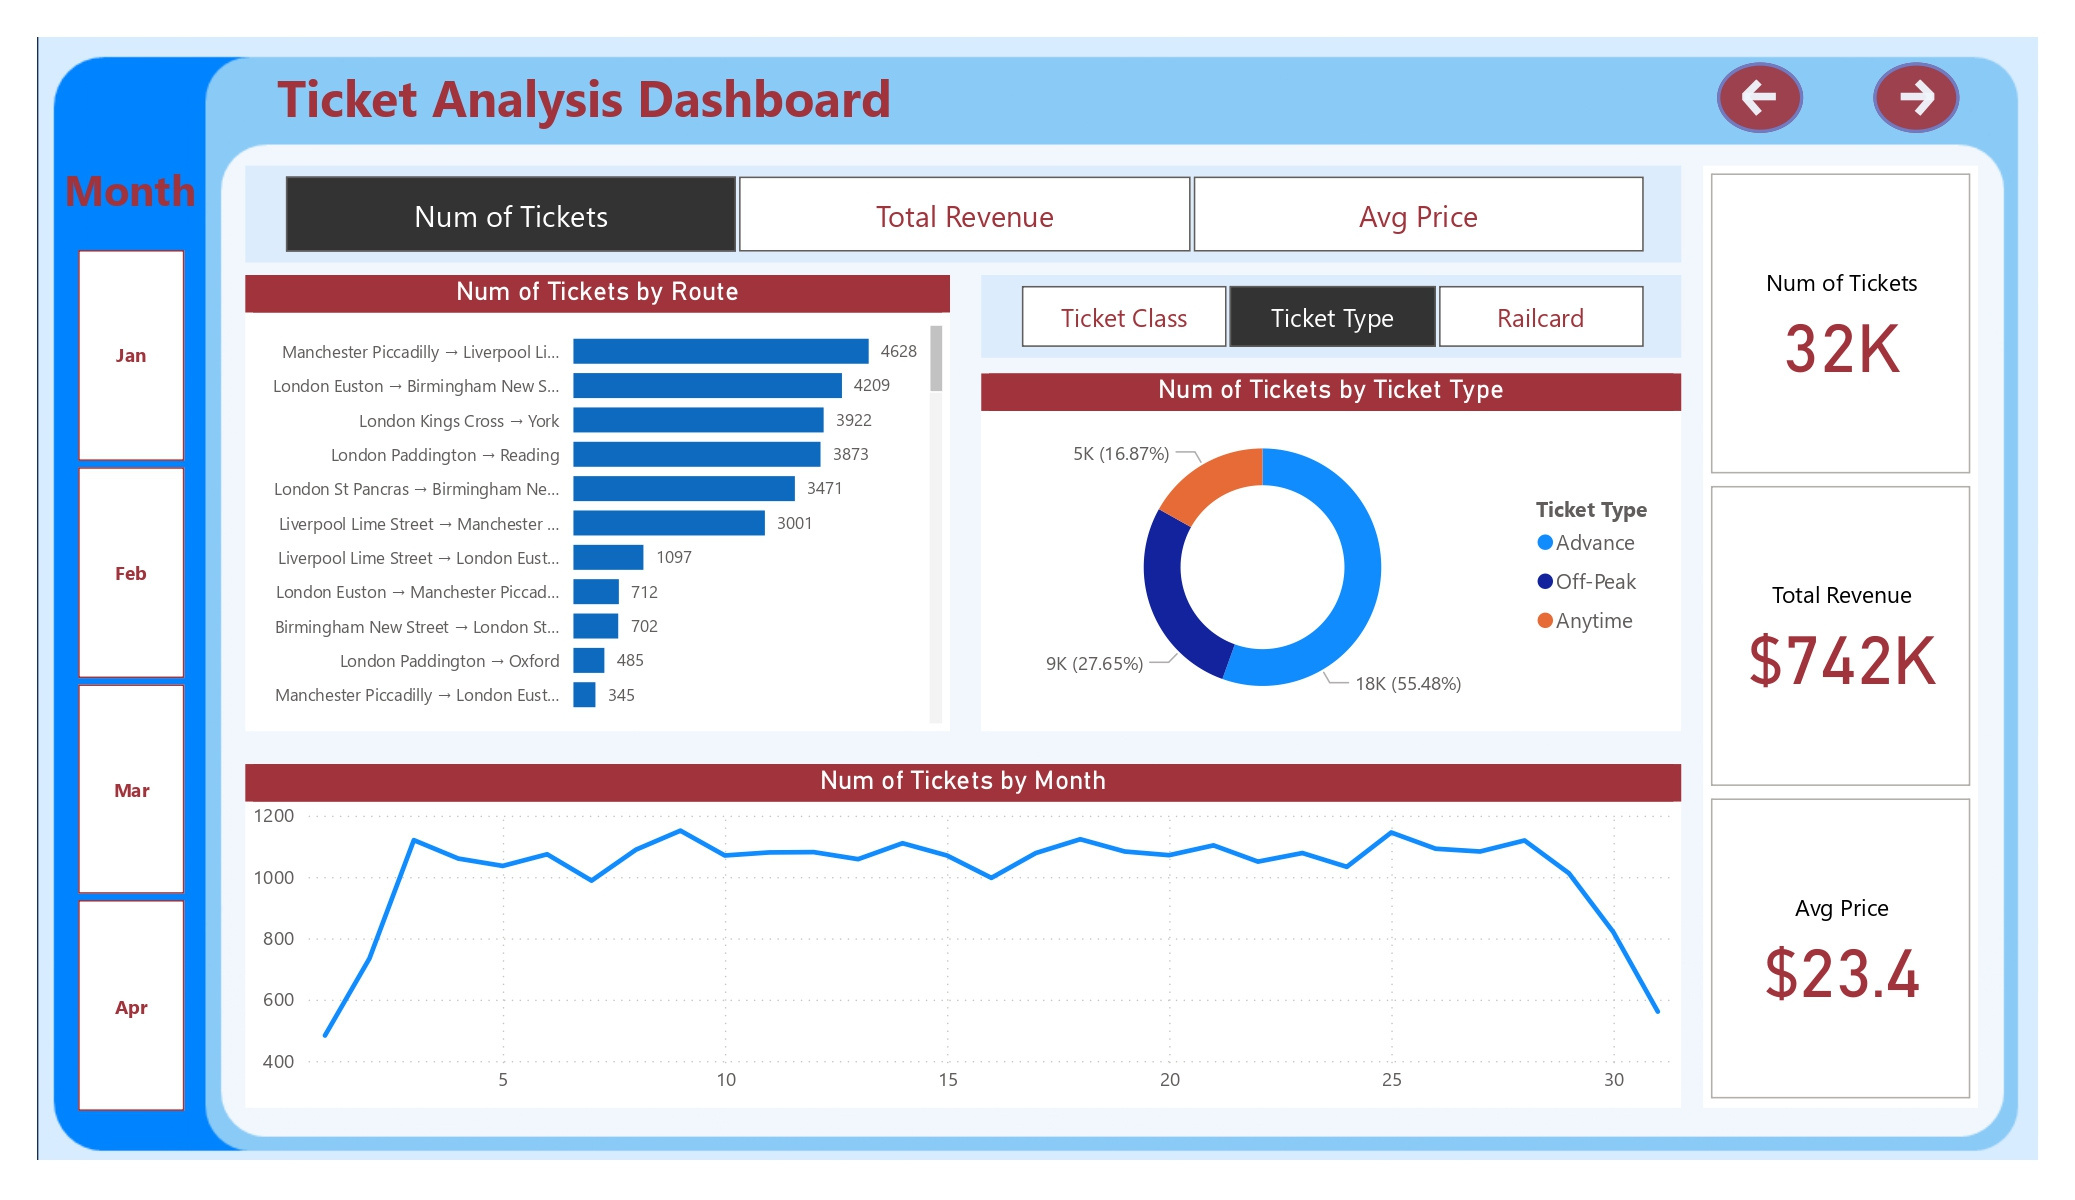 Ticket Analysis Dashboard
Month
Jan
Feb
Mar
Apr
Num of Tickets
Total Revenue
Avg Price
Num of Tickets by Route
Manchester Piccadilly → Liverpool Li... 4628
London Euston → Birmingham New S... 4209
London Kings Cross → York 3922
London Paddington → Reading 3873
London St Pancras → Birmingham Ne... 3471
Liverpool Lime Street → Manchester ... 3001
Liverpool Lime Street → London Eust... 1097
London Euston → Manchester Piccad... 712
Birmingham New Street → London St... 702
London Paddington → Oxford 485
Manchester Piccadilly → London Eust... 345
Ticket Class
Ticket Type
Railcard
Num of Tickets by Ticket Type
5K (16.87%)
9K (27.65%)
18K (55.48%)
Ticket Type
Advance
Off-Peak
Anytime
Num of Tickets by Month
1200
1000
800
600
400
5 10 15 20 25 30
Num of Tickets
32K
Total Revenue
$742K
Avg Price
$23.4